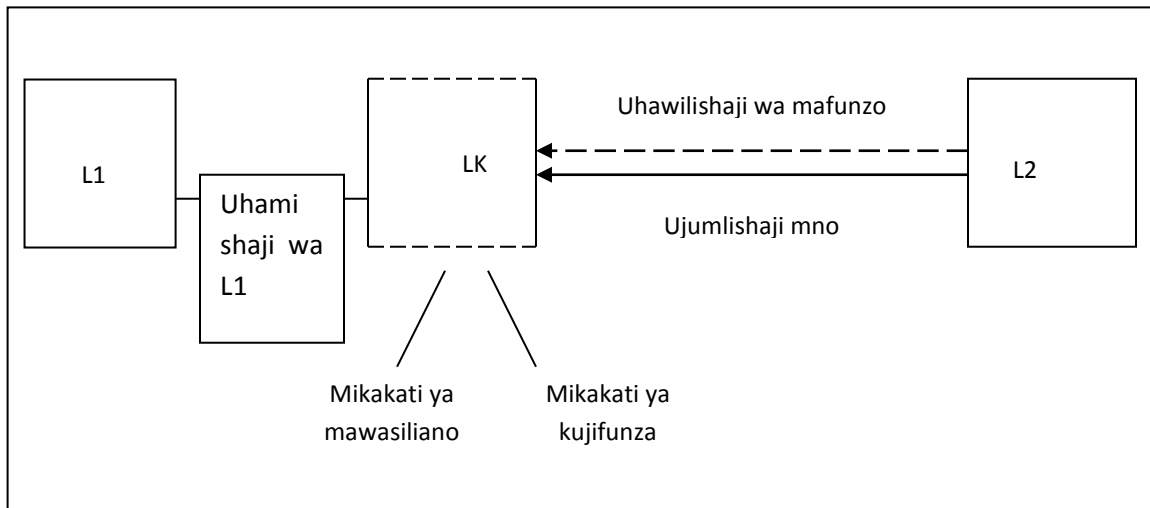 L1
Uhami
shaji wa
L1
LK
Uhawilishaji wa mafunzo
Ujumlishaji mno
L2
Mikakati ya
mawasiliano
Mikakati ya
kujifunza